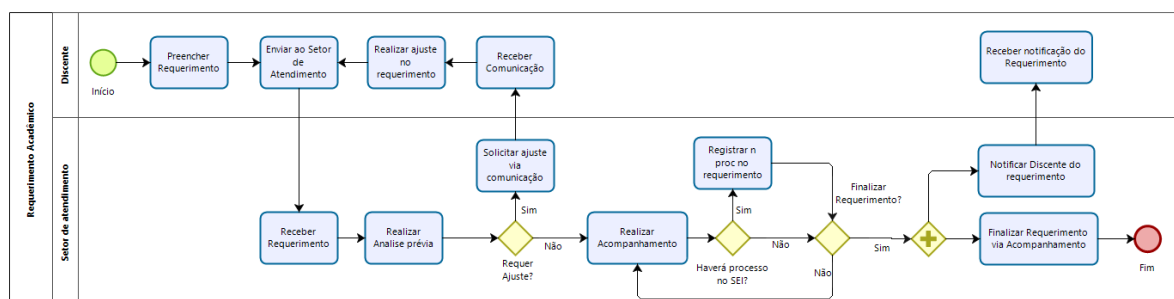 Requerimento Acadêmico
Discente
Início
Preencher
Requerimento
Enviar ao Setor
de
Atendimento
Realizar ajuste
no
requerimento
Receber
Comunicação
Receber notificação do
Requerimento
Setor de atendimento
Receber
Requerimento
Realizar
Analise prévia
Solicitar ajuste
via
comunicação
Sim
Requer
Ajuste?
Não
Realizar
Acompanhamento
Registrar n
proc no
requerimento
Sim
Haverá processo
no SEI?
Não
Finalizar
Requerimento?
Não
Sim
Notificar Discente do
requerimento
Finalizar Requerimento
via Acompanhamento
Fim